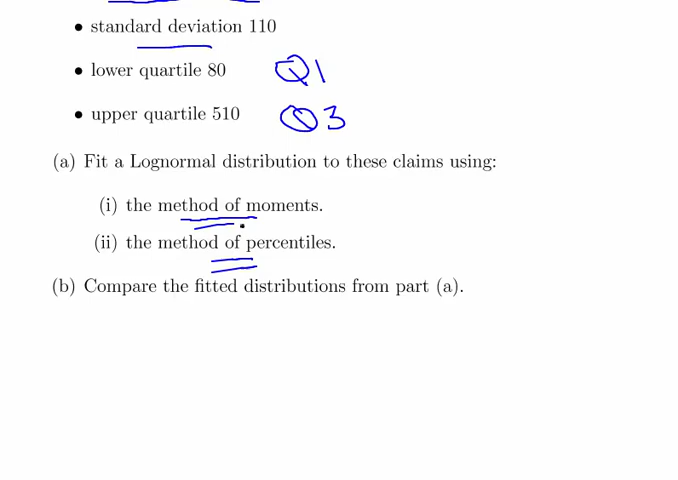 • standard deviation 110
• lower quartile 80 Q1
• upper quartile 510 Q3
(a) Fit a Lognormal distribution to these claims using:
(i) the method of moments.
(ii) the method of percentiles.
(b) Compare the fitted distributions from part (a).